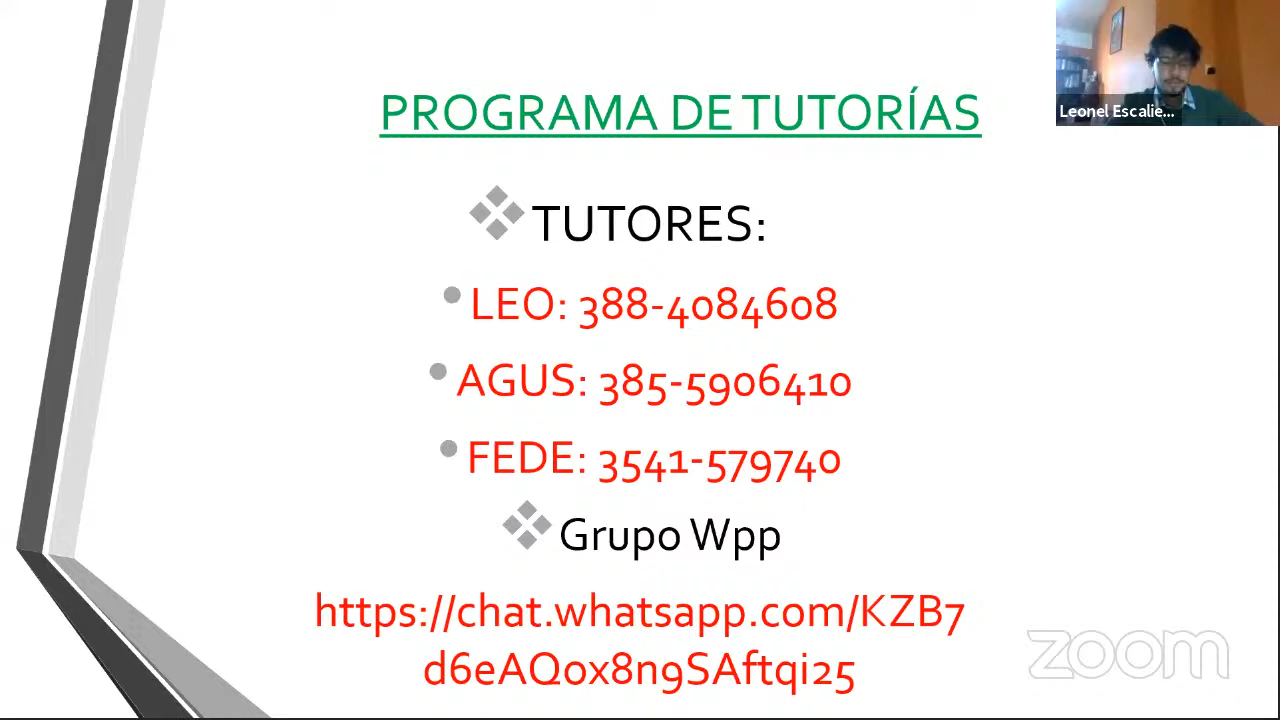 PROGRAMA DE TUTORÍAS
Leonel Escalie...
TUTORES:
LEO: 388-4084608
AGUS: 385-5906410
FEDE: 3541-579740
Grupo Wpp
https://chat.whatsapp.com/KZB7
d6eAQ0x8n9SAftqi25
zoom